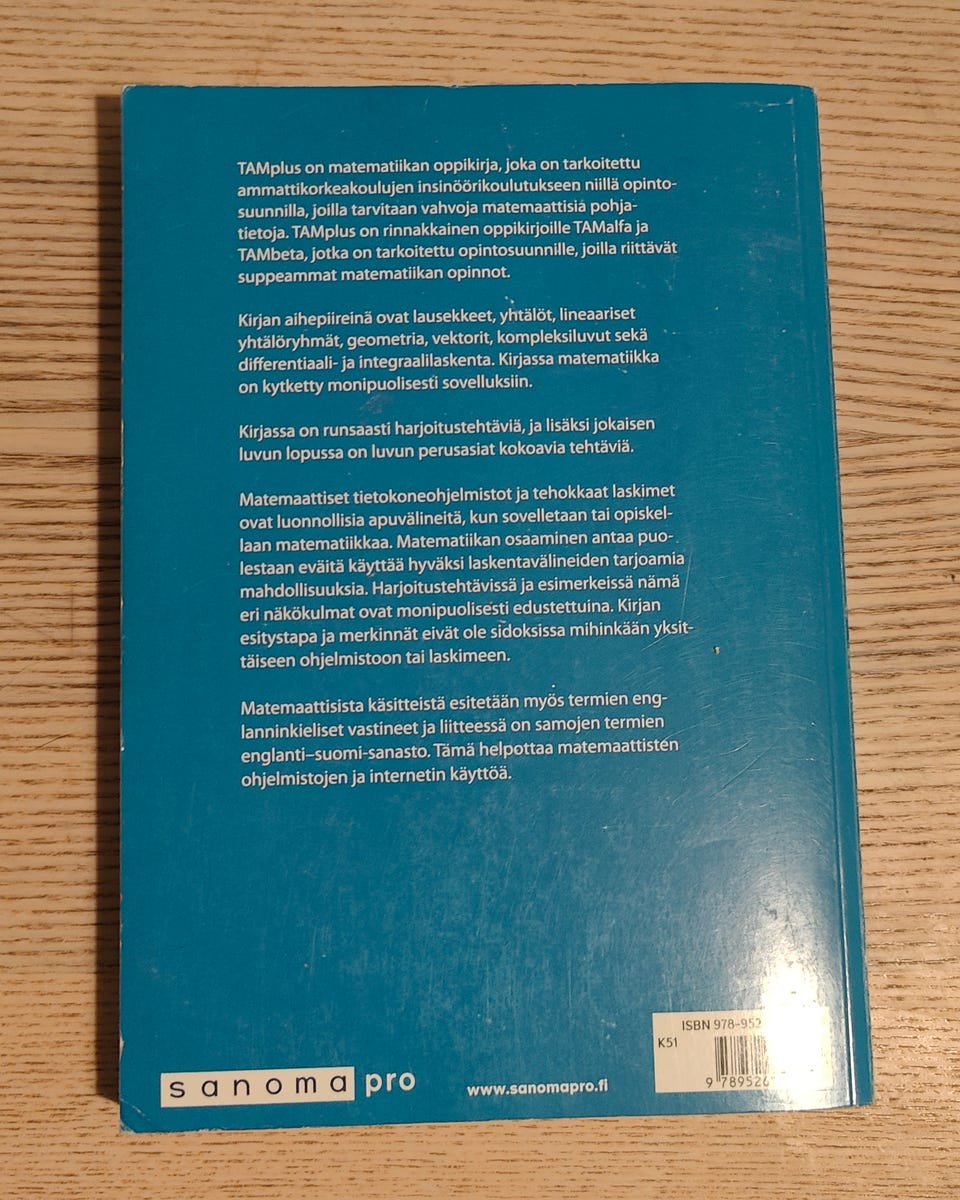 TAMplus on matematiikan oppikirja, joka on tarkoitettu
ammattikorkeakoulujen insinöörikoulutukseen niillä opinto-
suunnilla, joilla tarvitaan vahvoja matemaattisia pohja-
tietoja. TAMplus on rinnakkainen oppikirjoille TAMalfa ja
TAMbeta, jotka on tarkoitettu opintosuunnille, joilla riittävät
suppeammat matematiikan opinnot.
Kirjan aihepiireinä ovat lausekkeet, yhtälöt, lineaariset
yhtälöryhmät, geometria, vektorit, kompleksiluvut sekä
differentiaali- ja integraalilaskenta. Kirjassa matematiikka
on kytketty monipuolisesti sovelluksiin.
Kirjassa on runsaasti harjoitustehtäviä, ja lisäksi jokaisen
luvun lopussa on luvun perusasiat kokoavia tehtäviä.
Matemaattiset tietokoneohjelmistot ja tehokkaat laskimet
ovat luonnollisia apuvälineitä, kun sovelletaan tai opiskel-
laan matematiikkaa. Matematiikan osaaminen antaa puo-
lestaan eväitä käyttää hyväksi laskentavälineiden tarjoamia
mahdollisuuksia. Harjoitustehtävissä ja esimerkeissä nämä
eri näkökulmat ovat monipuolisesti edustettuina. Kirjan
esitystapa ja merkinnät eivät ole sidoksissa mihinkään yksit-
täiseen ohjelmistoon tai laskimeen.
Matemaattisista käsitteistä esitetään myös termien eng-
lanninkieliset vastineet ja liitteessä on samojen termien
englanti–suomi-sanasto. Tämä helpottaa matemaattisten
ohjelmistojen ja internetin käyttöä.
ISBN 978-952
K51
9 789526
sanoma pro
www.sanomapro.fi